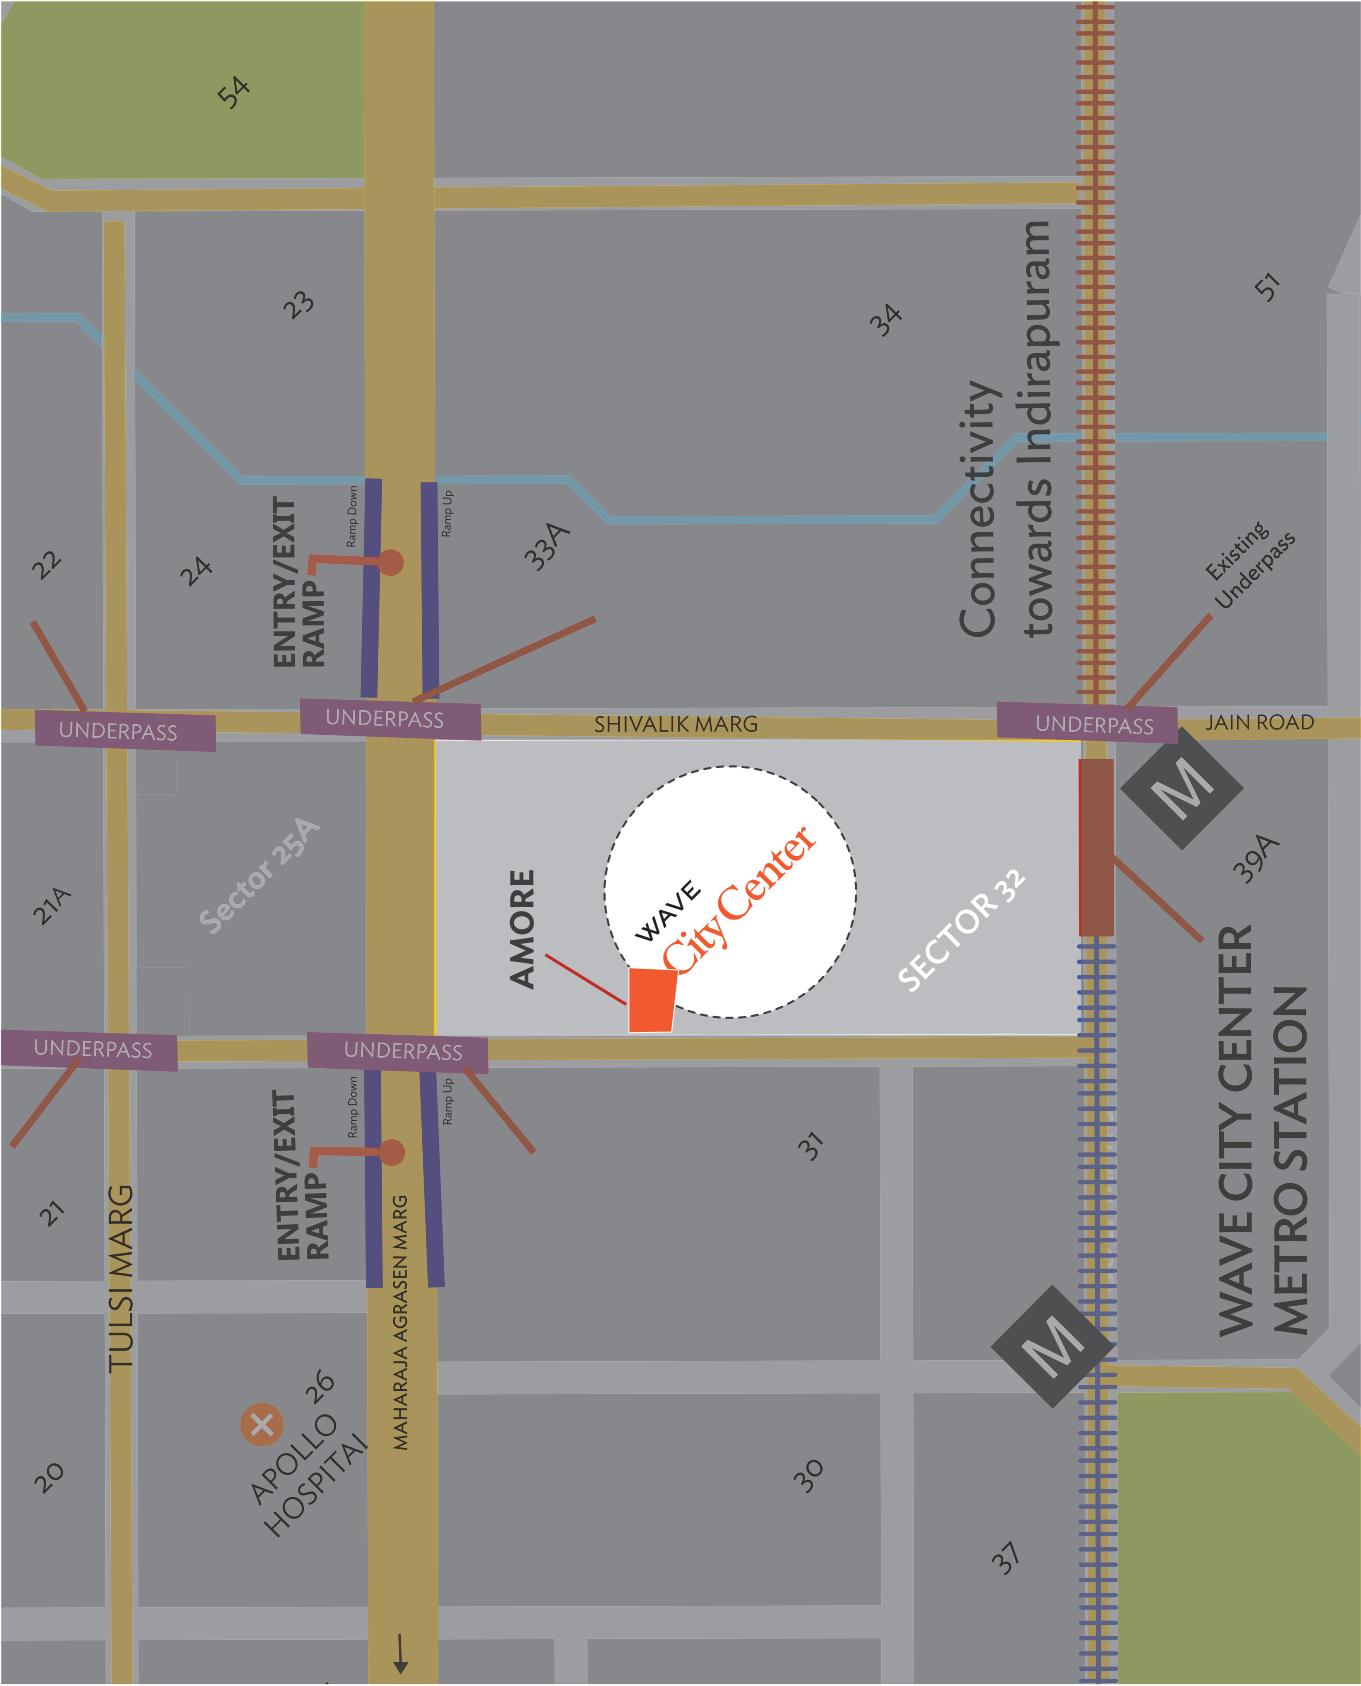 54
23
34
51
Connectivity
towards Indirapuram
22
24
ENTRY/EXIT
RAMP
Ramp Down
Ramp Up
33A
Existing
Underpass
UNDERPASS
UNDERPASS
SHIVALIK MARG
UNDERPASS
JAIN ROAD
M
21A
Sector 25A
AMORE
WAVE
CityCenter
SECTOR 32
39A
WAVE CITY CENTER
METRO STATION
UNDERPASS
UNDERPASS
ENTRY/EXIT
RAMP
Ramp Down
Ramp Up
31
21
TULSI MARG
MAHARAJA AGRASEN MARG
M
26
APOLLO
HOSPITAL
20
30
37